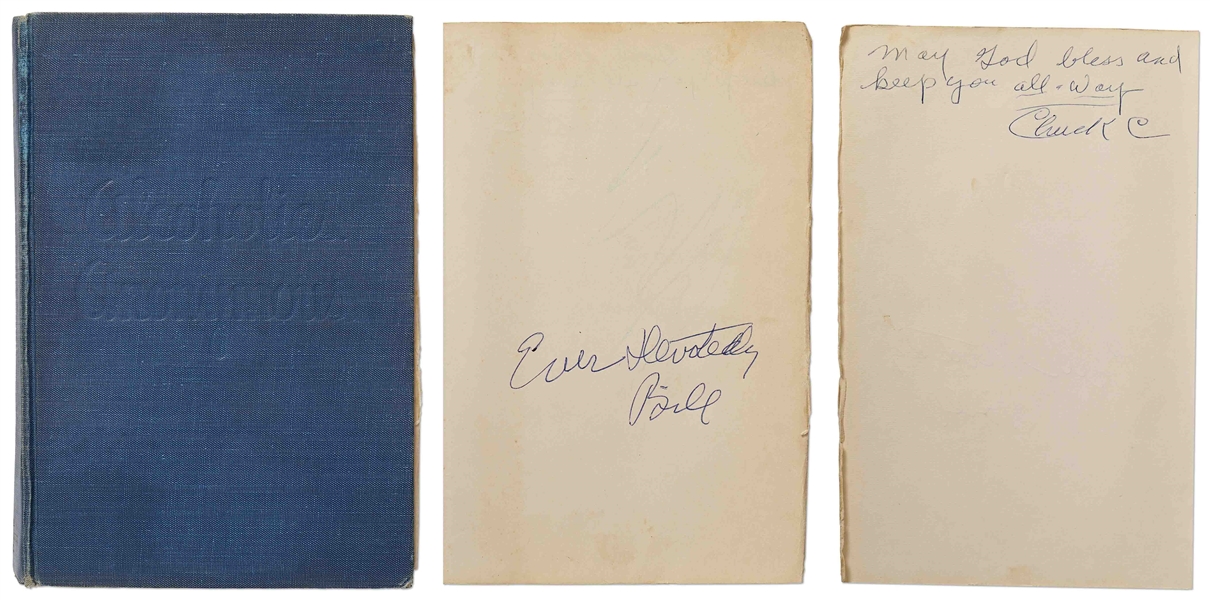 Alcoholics
Anonymous
Ever Devotedly
Bill
May God bless and
keep you all-Way
Chuck C